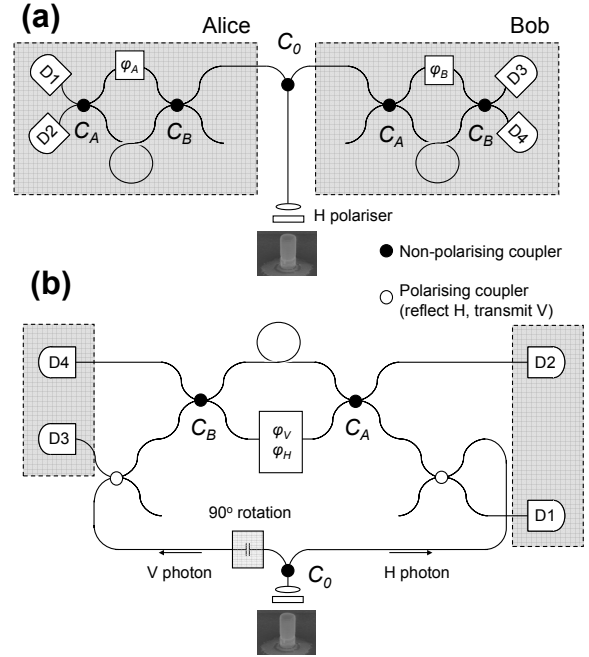 (a)
Alice
C0
Bob
D1
φA
φB
D3
D2
CA
CB
CA
CB
D4
H polariser
Non-polarising coupler
(b)
Polarising coupler
(reflect H, transmit V)
D4
D2
CB
CA
D3
φV
φH
90o rotation
D1
V photon
C0
H photon